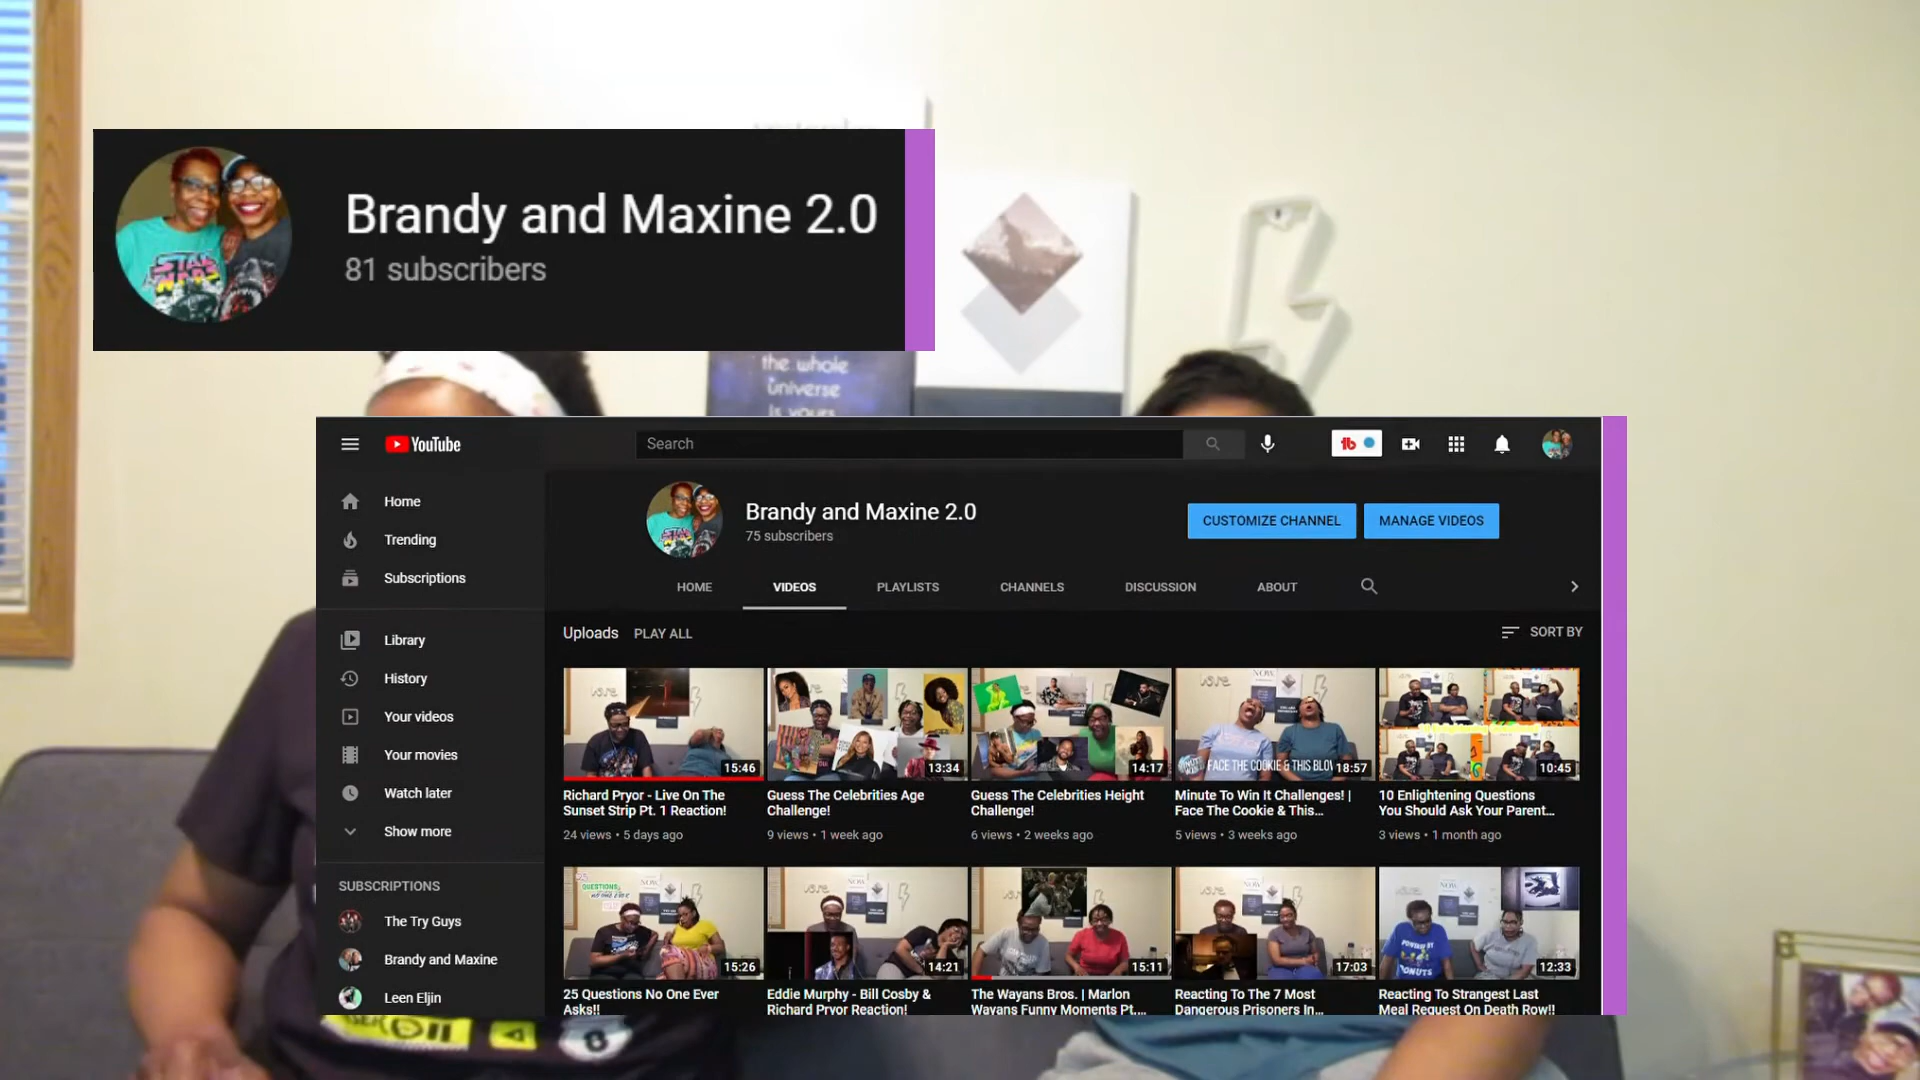 Brandy and Maxine 2.0
81 subscribers
the whole
universe
is yours
YouTube
Search
Home
Trending
Subscriptions
Library
History
Your videos
Your movies
Watch later
Show more
SUBSCRIPTIONS
The Try Guys
Brandy and Maxine
Leen Eljin
Brandy and Maxine 2.0
75 subscribers
CUSTOMIZE CHANNEL
MANAGE VIDEOS
HOME VIDEOS PLAYLISTS CHANNELS DISCUSSION ABOUT
Uploads PLAY ALL
SORT BY
15:46
Richard Pryor - Live On The
Sunset Strip Pt. 1 Reaction!
24 views • 5 days ago
13:34
Guess The Celebrities Age
Challenge!
9 views • 1 week ago
14:17
Guess The Celebrities Height
Challenge!
6 views • 2 weeks ago
FACE THE COOKIE & THIS BLOW
18:57
Minute To Win It Challenges! |
Face The Cookie & This...
5 views • 3 weeks ago
10:45
10 Enlightening Questions
You Should Ask Your Parent...
3 views • 1 month ago
25
QUESTIONS
15:26
25 Questions No One Ever
Asks!!
14:21
Eddie Murphy - Bill Cosby &
Richard Pryor Reaction!
15:11
The Wayans Bros. | Marlon
Wayans Funny Moments Pt....
17:03
Reacting To The 7 Most
Dangerous Prisoners In...
12:33
Reacting To Strangest Last
Meal Request On Death Row!!